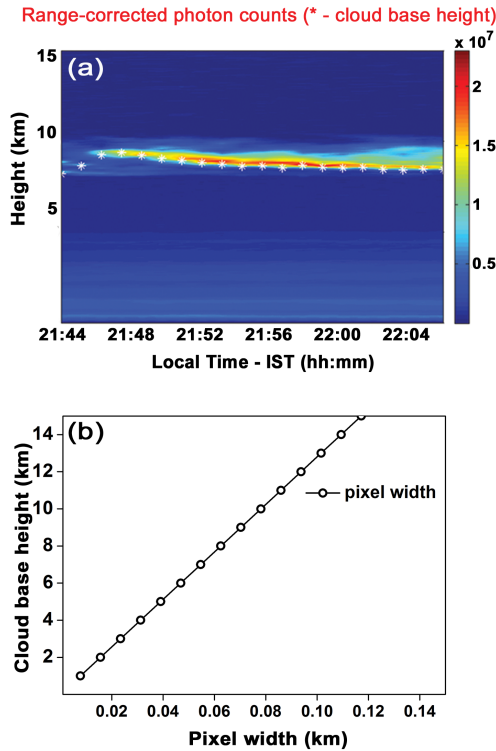 Range-corrected photon counts (* - cloud base height)
x 10⁷
(a)
15
10
5
Height (km)
2
1.5
1
0.5
21:44 21:48 21:52 21:56 22:00 22:04
Local Time - IST (hh:mm)
(b)
14
12
10
8
6
4
2
Cloud base height (km)
pixel width
0.02 0.04 0.06 0.08 0.10 0.12 0.14
Pixel width (km)